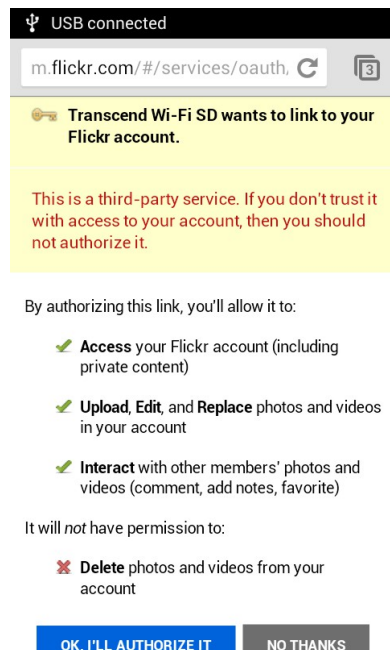 USB connected
m.flickr.com/#/services/oauth,
3
Transcend Wi-Fi SD wants to link to your
Flickr account.
This is a third-party service. If you don't trust it
with access to your account, then you should
not authorize it.
By authorizing this link, you'll allow it to:
Access your Flickr account (including
private content)
Upload, Edit, and Replace photos and videos
in your account
Interact with other members' photos and
videos (comment, add notes, favorite)
It will not have permission to:
Delete photos and videos from your
account
OK, I'LL AUTHORIZE IT
NO THANKS